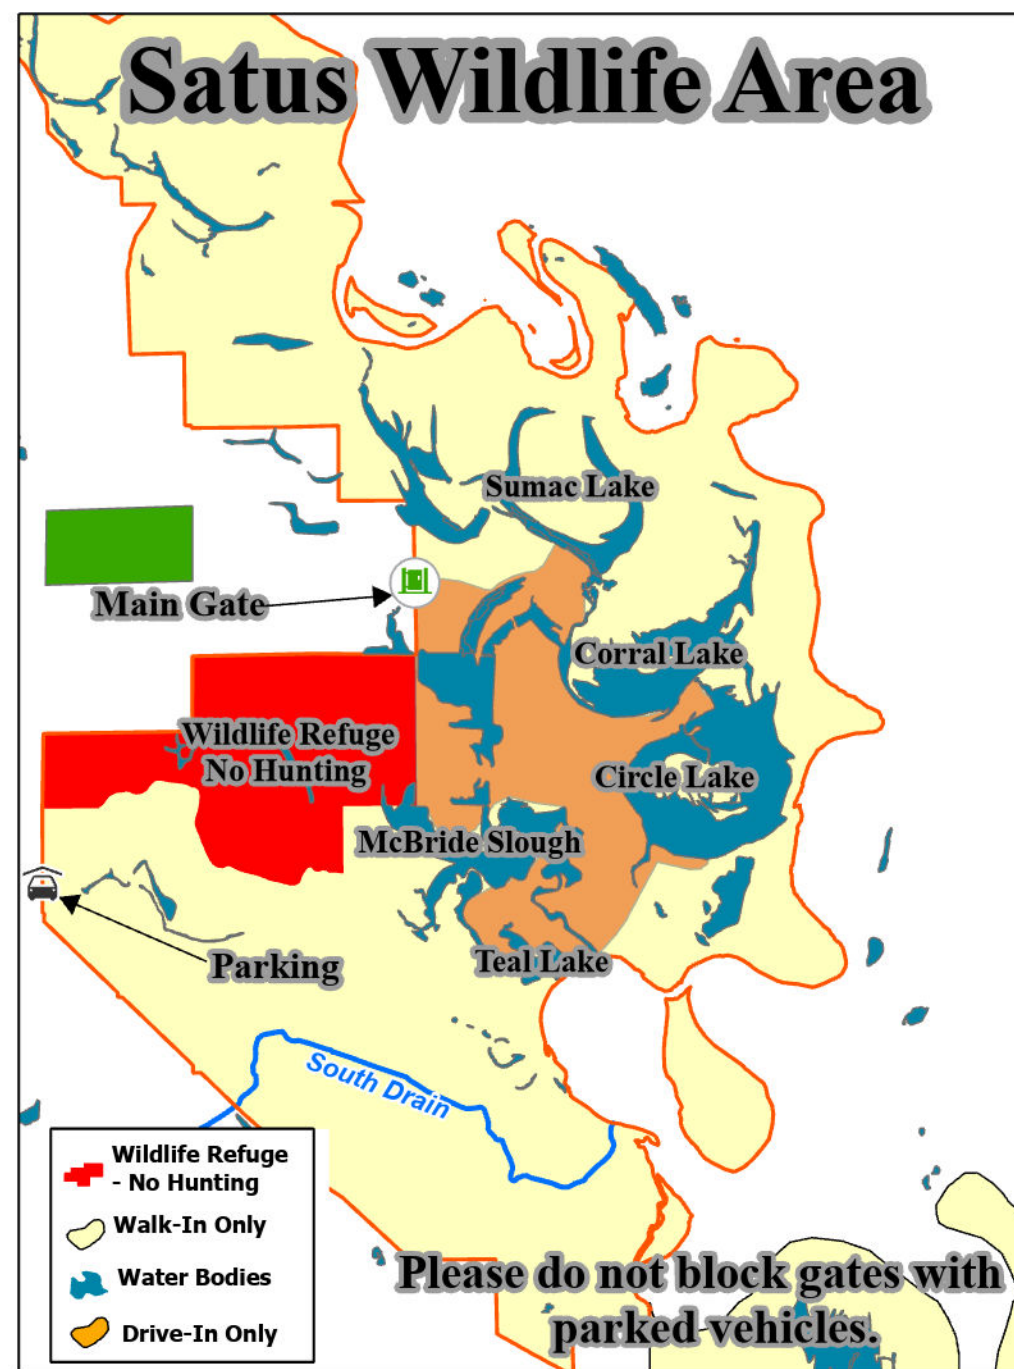 Satus Wildlife Area
Sumac Lake
Main Gate
Corral Lake
Wildlife Refuge
No Hunting
Circle Lake
McBride Slough
Teal Lake
Parking
South Drain
Wildlife Refuge
- No Hunting
Walk-In Only
Water Bodies
Drive-In Only
Please do not block gates with
parked vehicles.